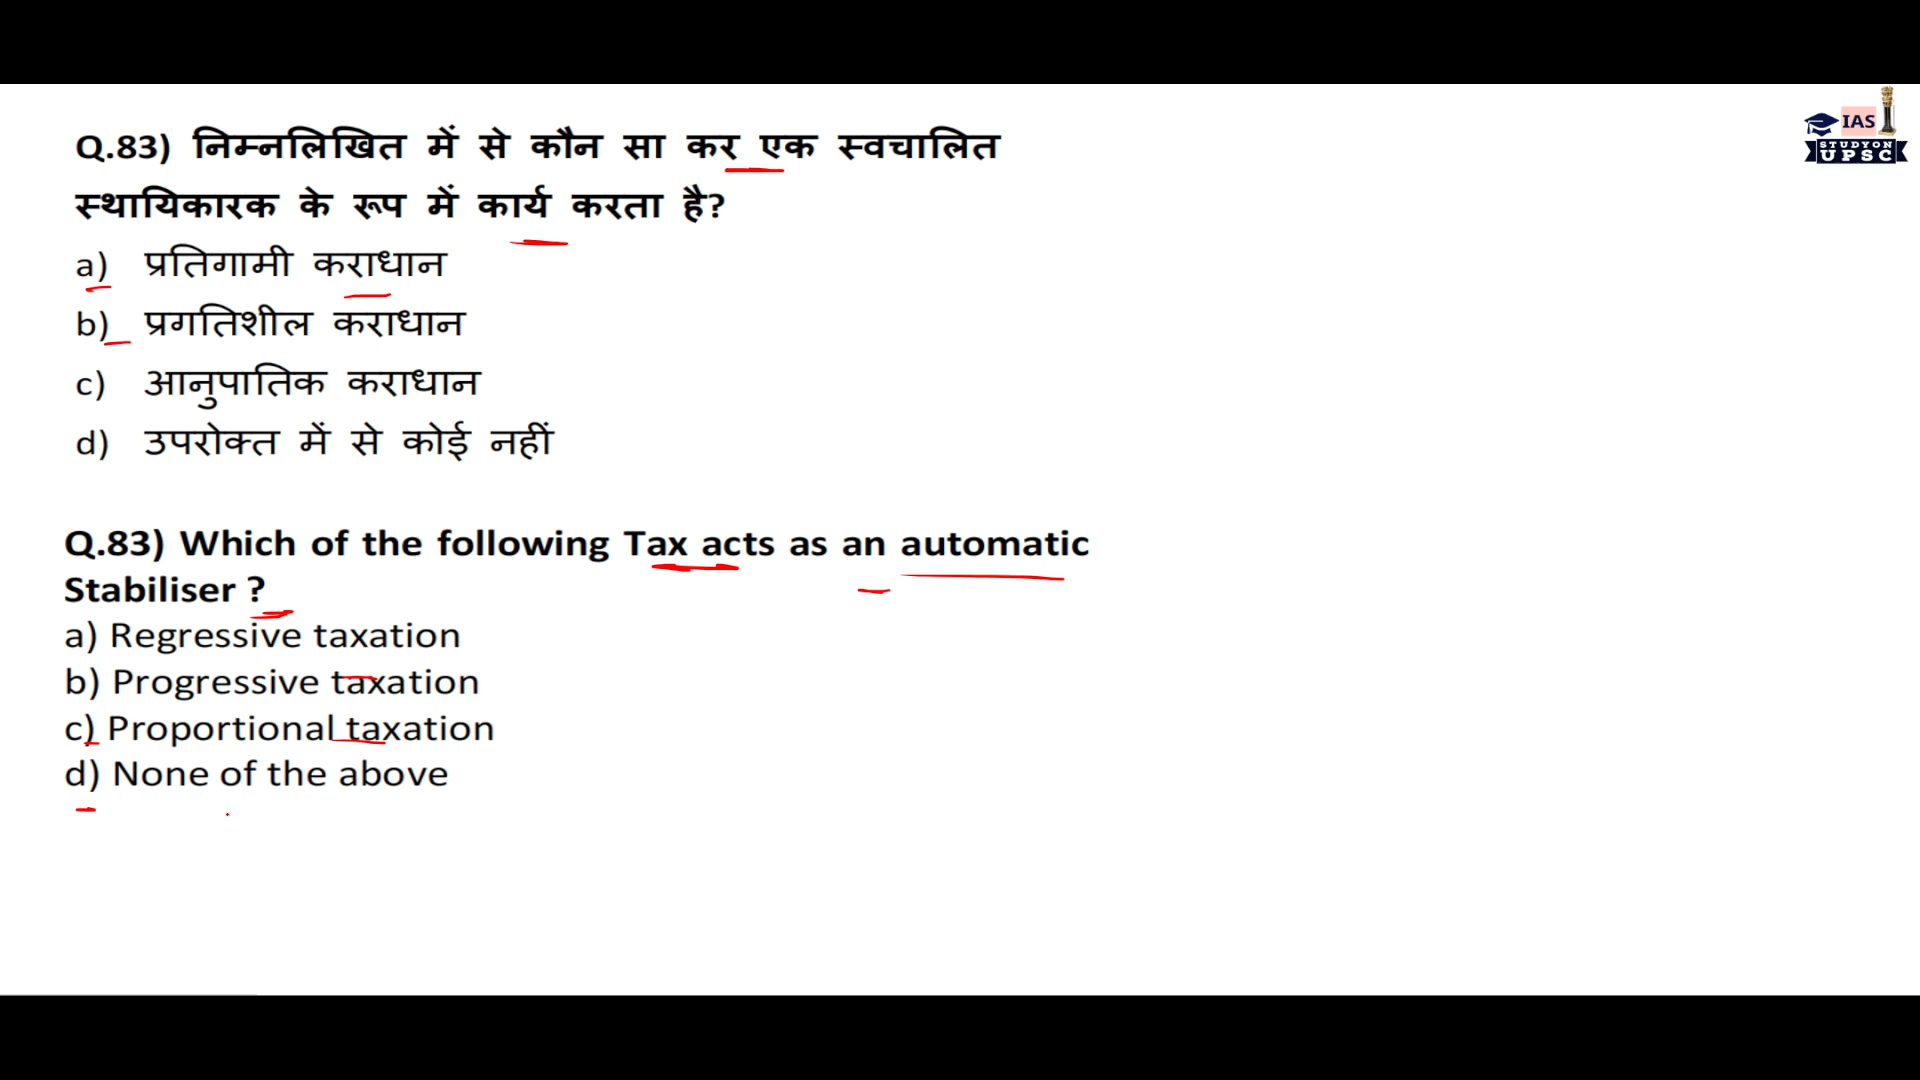 Q.83) निम्नलिखित में से कौन सा कर एक स्वचालित
स्थायिकारक के रूप में कार्य करता है?
a) प्रतिगामी कराधान
b) प्रगतिशील कराधान
c) आनुपातिक कराधान
d) उपरोक्त में से कोई नहीं
Q.83) Which of the following Tax acts as an automatic
Stabiliser ?
a) Regressive taxation
b) Progressive taxation
c) Proportional taxation
d) None of the above
IAS
STUDYON
UPSC